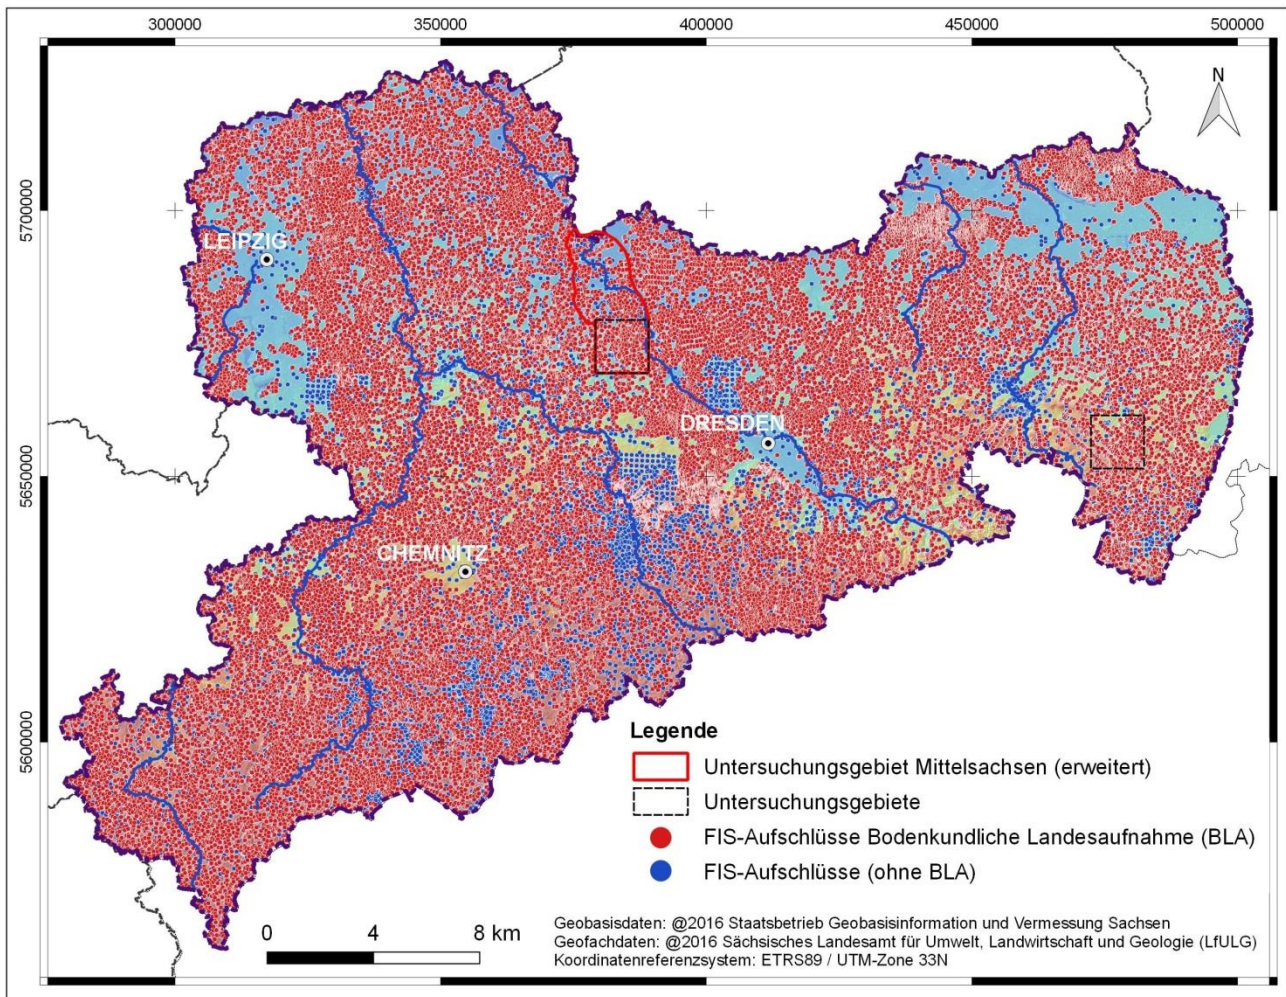 300000 350000 400000 450000 500000
N
5700000
LEIPZIG
DRESDEN
5650000
CHEMNITZ
5600000
Legende
Untersuchungsgebiet Mittelsachsen (erweitert)
Untersuchungsgebiete
FIS-Aufschlüsse Bodenkundliche Landesaufnahme (BLA)
FIS-Aufschlüsse (ohne BLA)
0 4 8 km
Geobasisdaten: @2016 Staatsbetrieb Geobasisinformation und Vermessung Sachsen
Geofachdaten: @2016 Sächsisches Landesamt für Umwelt, Landwirtschaft und Geologie (LfULG)
Koordinatenreferenzsystem: ETRS89 / UTM-Zone 33N